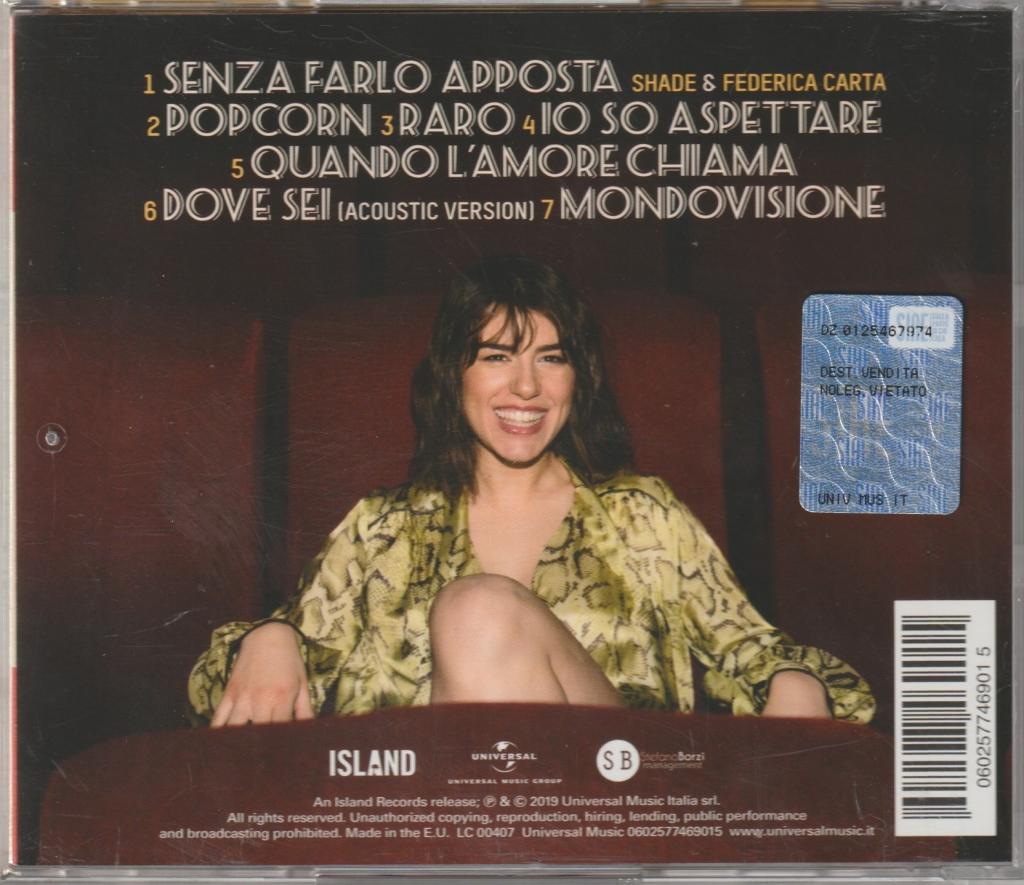 1 SENZA FARLO APPOSTA SHADE & FEDERICA CARTA
2 POPCORN 3 RARO 4 IO SO ASPETTARE
5 QUANDO L'AMORE CHIAMA
6 DOVE SEI (ACOUSTIC VERSION) 7 MONDOVISIONE
SIAE
DZ 0125467974
DEST.VENDITA
NOLEG.VIETATO
UNIV MUS IT
0602577469015
ISLAND
UNIVERSAL
UNIVERSAL MUSIC GROUP
SB StefanoBorzi
management
An Island Records release; ℗ & © 2019 Universal Music Italia srl.
All rights reserved. Unauthorized copying, reproduction, hiring, lending, public performance
and broadcasting prohibited. Made in the E.U. LC 00407 Universal Music 0602577469015 www.universalmusic.it